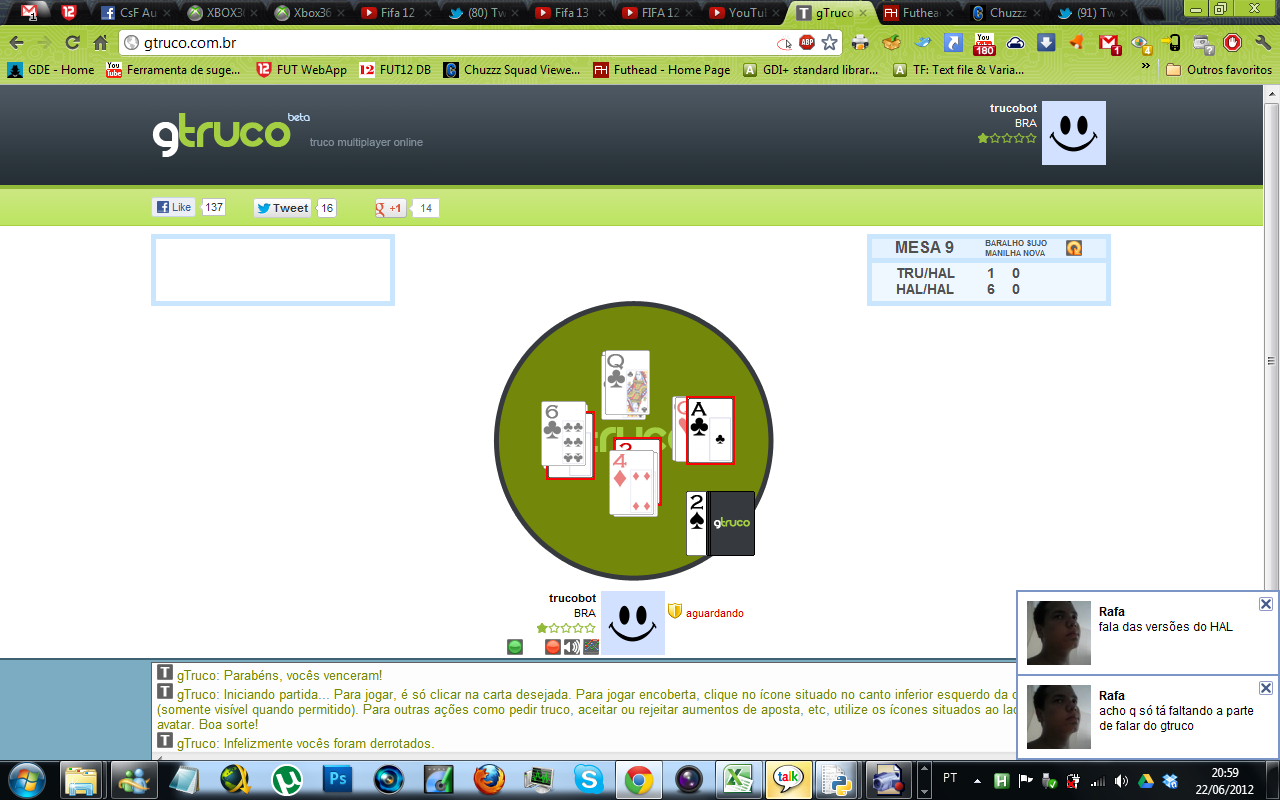 CsF Au
XBOX36
Xbox36
Fifa 12
(80) Tw
Fifa 13
FIFA 12
YouTul
gTruco
Futhea
Chuzzz
(91) Tw
gtruco.com.br
GDE - Home
Ferramenta de suge...
FUT WebApp
FUT12 DB
Chuzzz Squad Viewe...
Futhead - Home Page
GDI+ standard librar...
TF: Text file & Varia...
Outros favoritos
gtruco beta
truco multiplayer online
trucobot
BRA
Like 137
Tweet 16
+1 14
MESA 9
BARALHO SUJO
MANILHA NOVA
TRU/HAL 1 0
HAL/HAL 6 0
Q
6
A
4
2
gtruco
trucobot
BRA
aguardando
gTruco: Parabéns, vocês venceram!
gTruco: Iniciando partida... Para jogar, é só clicar na carta desejada. Para jogar encoberta, clique no ícone situado no canto inferior esquerdo da c
(somente visível quando permitido). Para outras ações como pedir truco, aceitar ou rejeitar aumentos de aposta, etc, utilize os ícones situados ao lad
avatar. Boa sorte!
gTruco: Infelizmente vocês foram derrotados.
Rafa
fala das versões do HAL
Rafa
acho q só tá faltando a parte
de falar do gtruco
talk
PT
20:59
22/06/2012